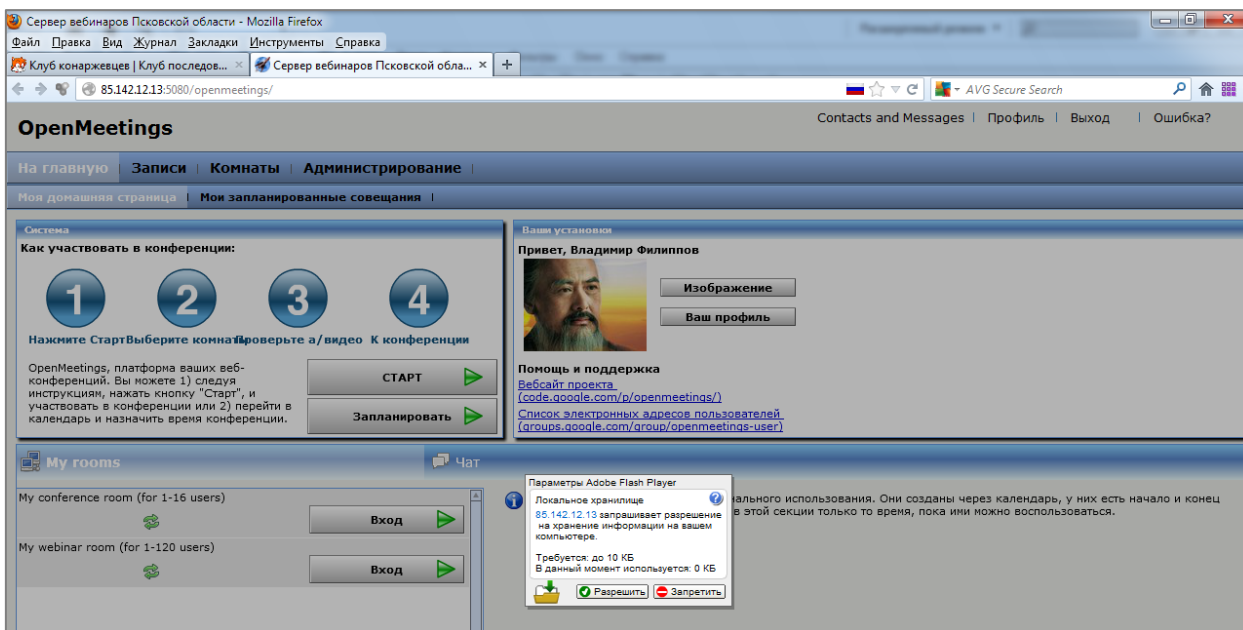 Сервер вебинаров Псковской области - Mozilla Firefox
Файл Правка Вид Журнал Закладки Инструменты Справка
Клуб конаржевцев | Клуб последов... × Сервер вебинаров Псковской обла... × +
85.142.12.13:5080/openmeetings/
AVG Secure Search
OpenMeetings
Contacts and Messages | Профиль | Выход | Ошибка?
На главную | Записи | Комнаты | Администрирование |
Моя домашняя страница | Мои запланированные совещания |
Система
Как участвовать в конференции:
1 2 3 4
Нажмите Старт Выберите комнату Проверьте а/видео К конференции
OpenMeetings, платформа ваших веб-
конференций. Вы можете 1) следуя
инструкциям, нажать кнопку "Старт", и
участвовать в конференции или 2) перейти в
календарь и назначить время конференции.
СТАРТ
Запланировать
Ваши установки
Привет, Владимир Филиппов
Изображение
Ваш профиль
Помощь и поддержка
Вебсайт проекта
(code.google.com/p/openmeetings/)
Список электронных адресов пользователей
(groups.google.com/group/openmeetings-user)
My rooms
Чат
My conference room (for 1-16 users)
Вход
My webinar room (for 1-120 users)
Вход
использования. Они созданы через календарь, у них есть начало и конец
в этой секции только то время, пока ими можно воспользоваться.
Параметры Adobe Flash Player
Локальное хранилище
85.142.12.13 запрашивает разрешение
на хранение информации на вашем
компьютере.
Требуется: до 10 КБ
В данный момент используется: 0 КБ
Разрешить Запретить